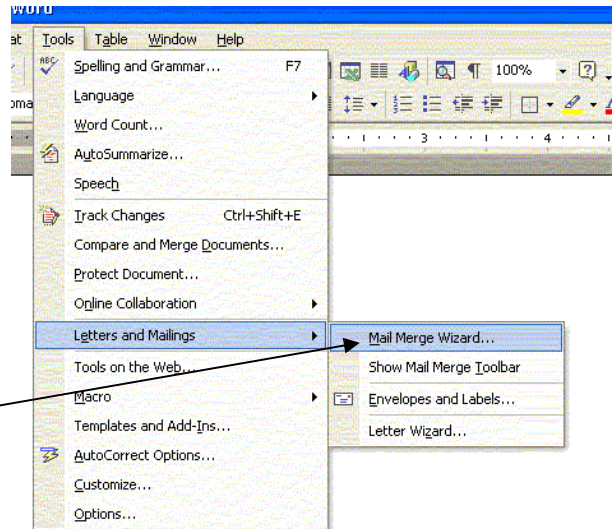 Word
at Tools Table Window Help
Spelling and Grammar... F7
100%
Language
Word Count...
3 4
AutoSummarize...
Speech
Track Changes Ctrl+Shift+E
Compare and Merge Documents...
Protect Document...
Online Collaboration
Letters and Mailings
Mail Merge Wizard...
Tools on the Web...
Show Mail Merge Toolbar
Macro
Envelopes and Labels...
Templates and Add-Ins...
Letter Wizard...
AutoCorrect Options...
Customize...
Options...